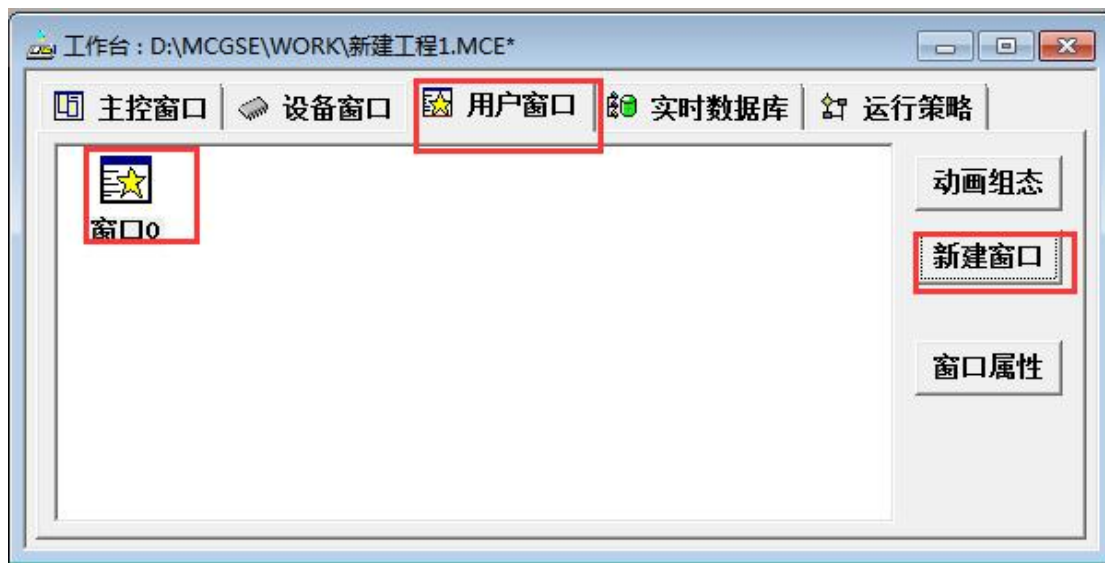 工作台：D:\MCGSE\WORK\新建工程1.MCE*
主控窗口 设备窗口 用户窗口 实时数据库 运行策略
窗口0
动画组态
新建窗口
窗口属性